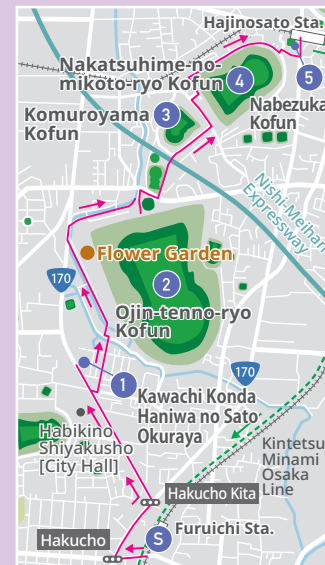 Hajinosato Sta.
Nakatsuhime-no-
mikoto-ryo Kofun
4
5
Komuroyama
Kofun
3
Nabezuka
Kofun
Nishi-Meihan
Expressway
Flower Garden
170
2
Ojin-tenno-ryo
Kofun
170
1
Kawachi Konda
Haniwa no Sato
Okuraya
Habikino
Shiyakusho
[City Hall]
Kintetsu
Minami
Osaka
Line
Hakucho Kita
S
Furuichi Sta.
Hakucho